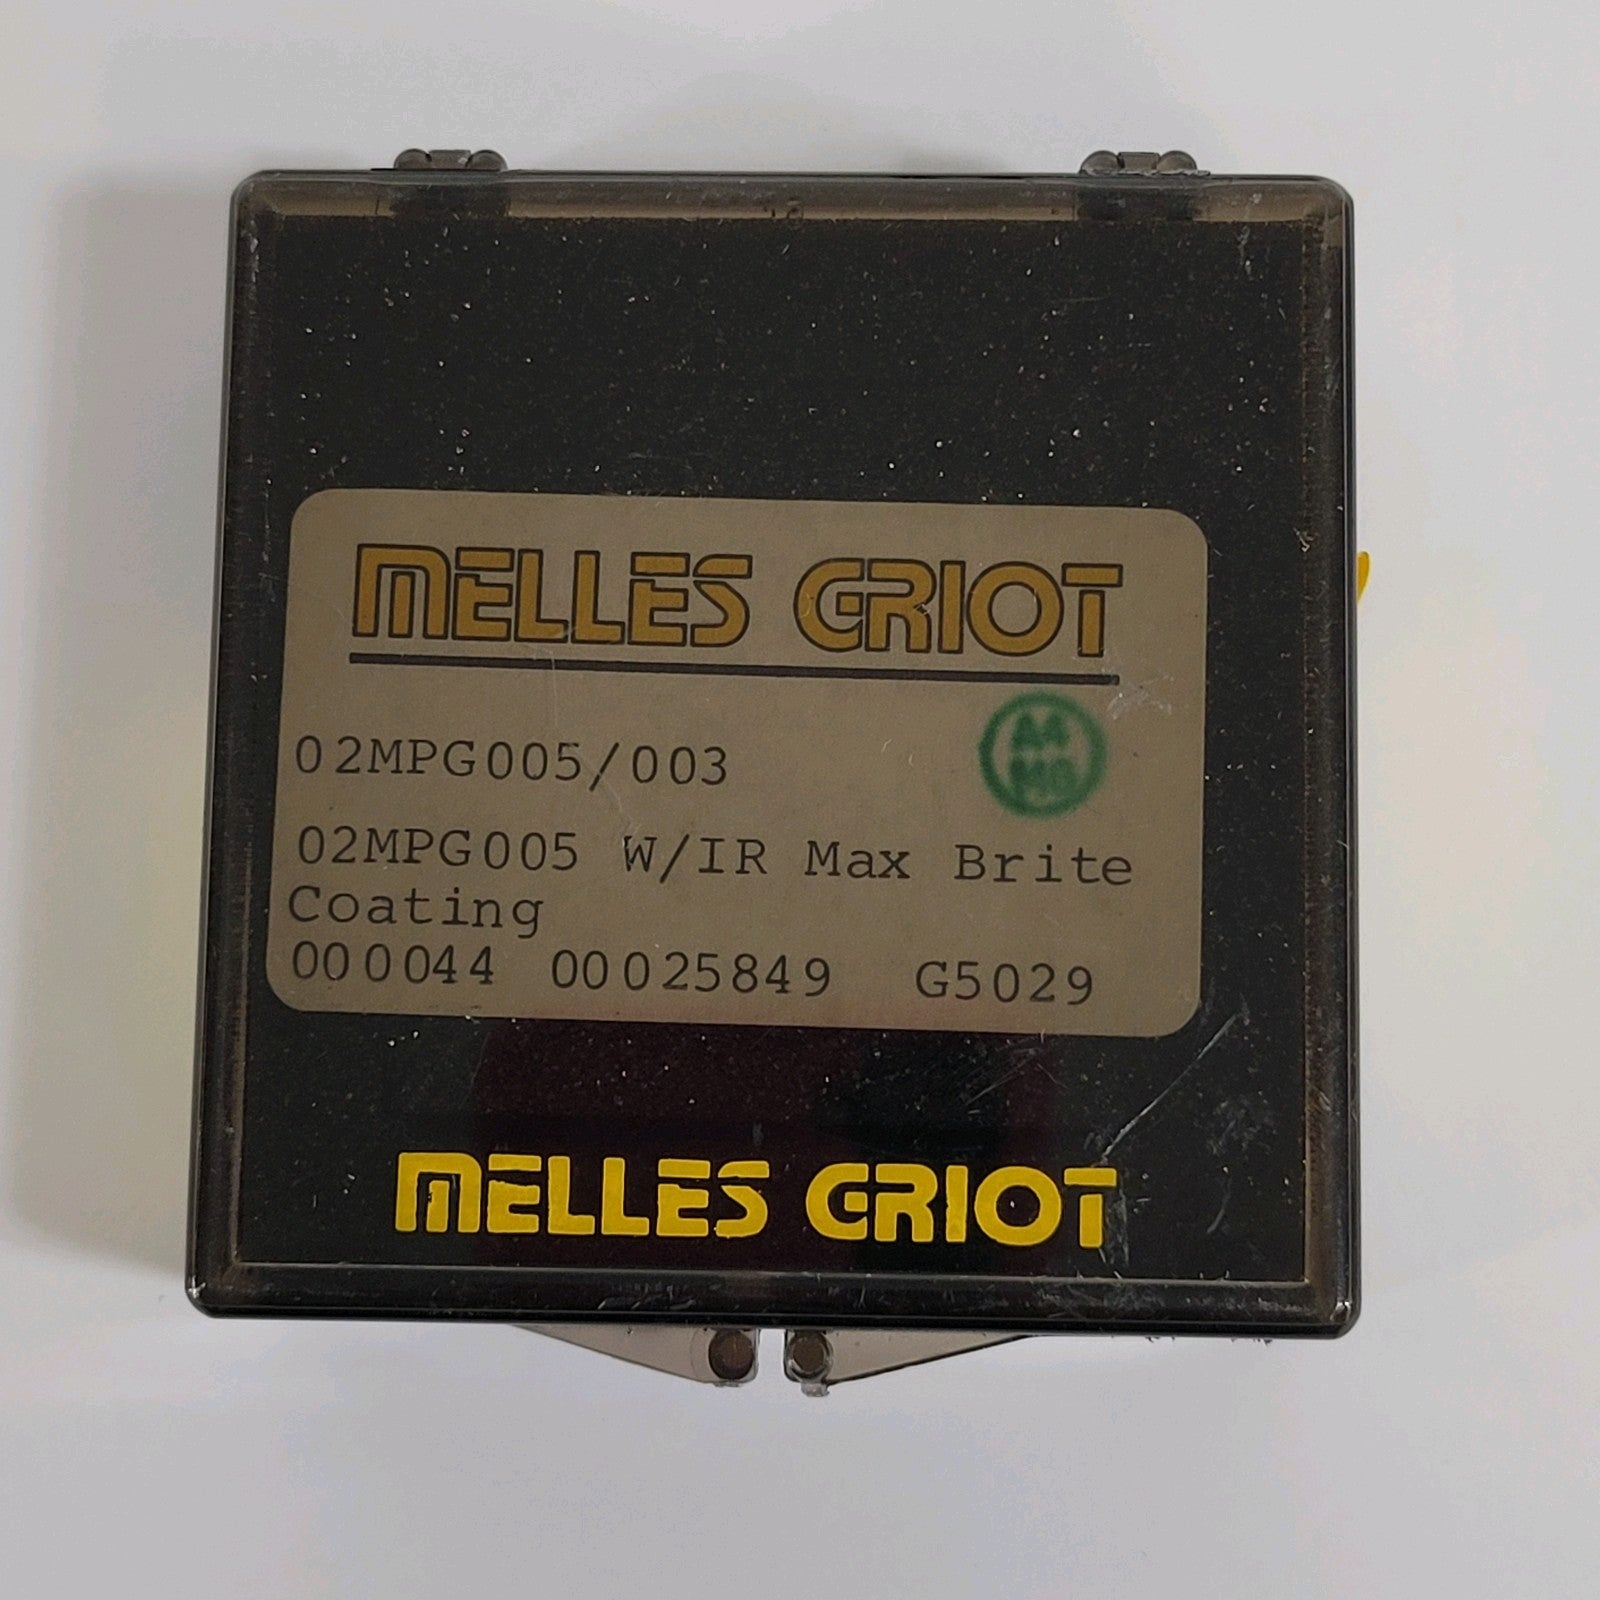 MELLES GRIOT
02MPG005/003
02MPG005 W/IR Max Brite
Coating
000044 00025849 G5029
MELLES GRIOT